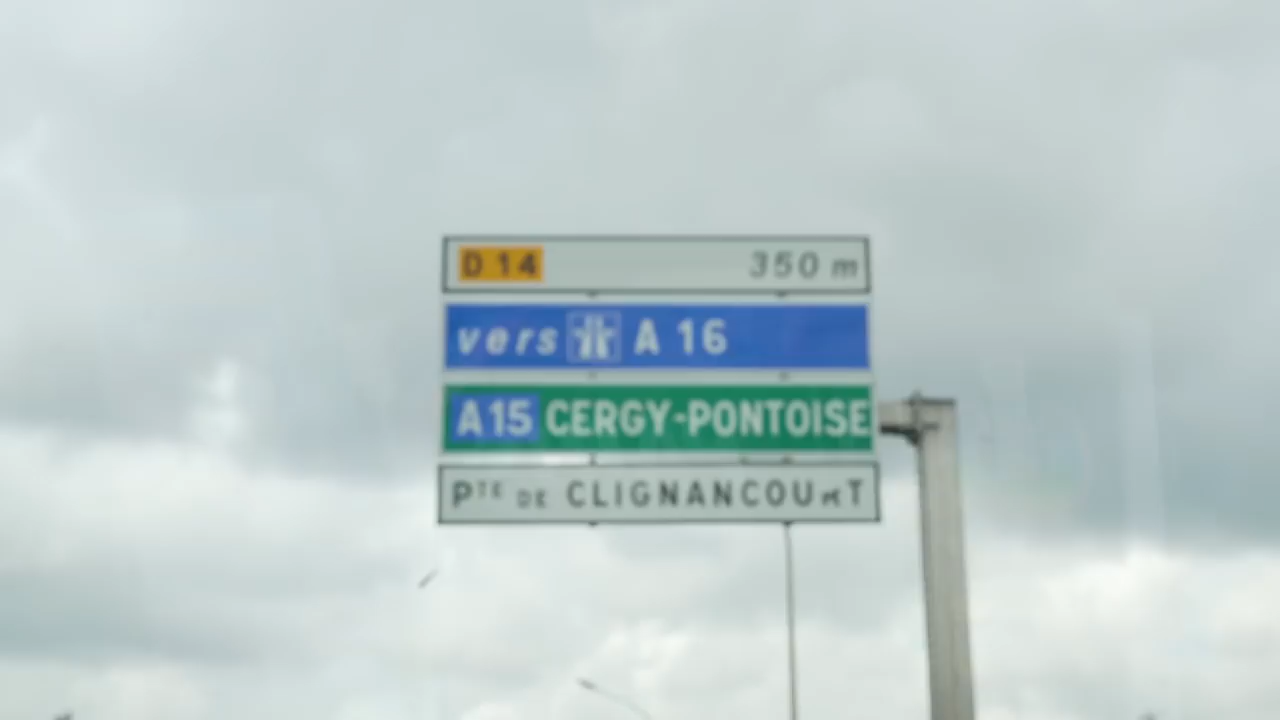 D 14 350 m
vers A 16
A15 CERGY-PONTOISE
PTE DE CLIGNANCOURT